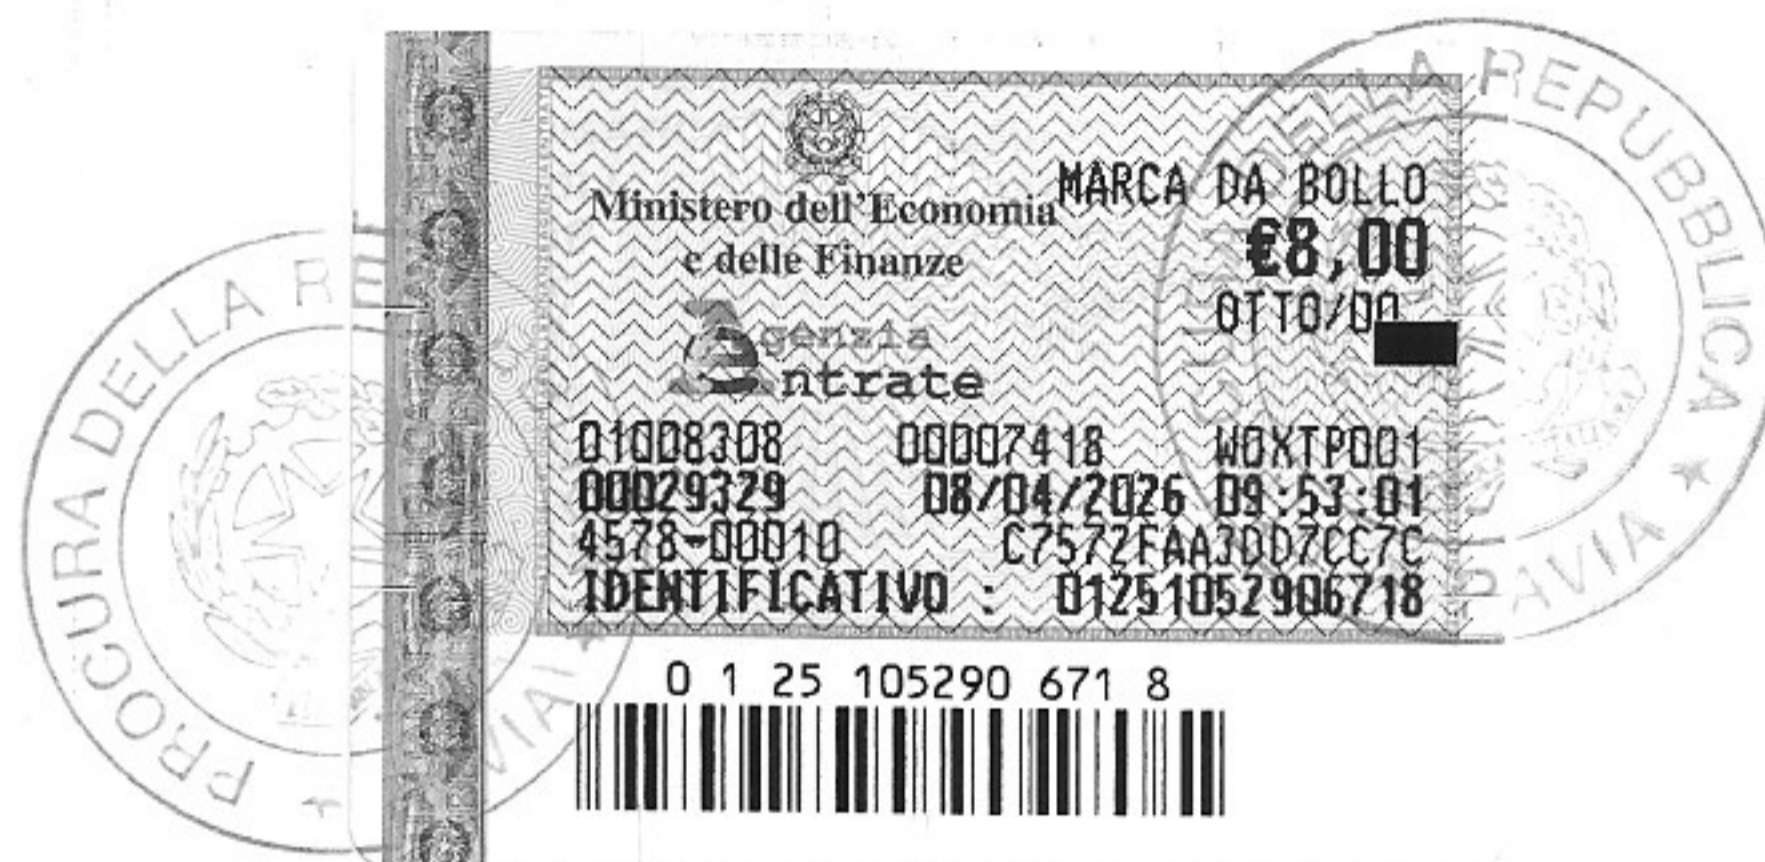 MARCA DA BOLLO
Ministero dell'Economia
e delle Finanze
€8,00
OTTO/00
Agenzia
Entrate
01008308 00007418 W0XTP001
00029329 08/04/2026 09:53:01
4578-00010 C7572FAA3DD7CC7C
IDENTIFICATIVO : 01251052906718
0 1 25 105290 671 8
PROCURA DELLA RE
VIA
DELLA REPUBBLICA
PAVIA